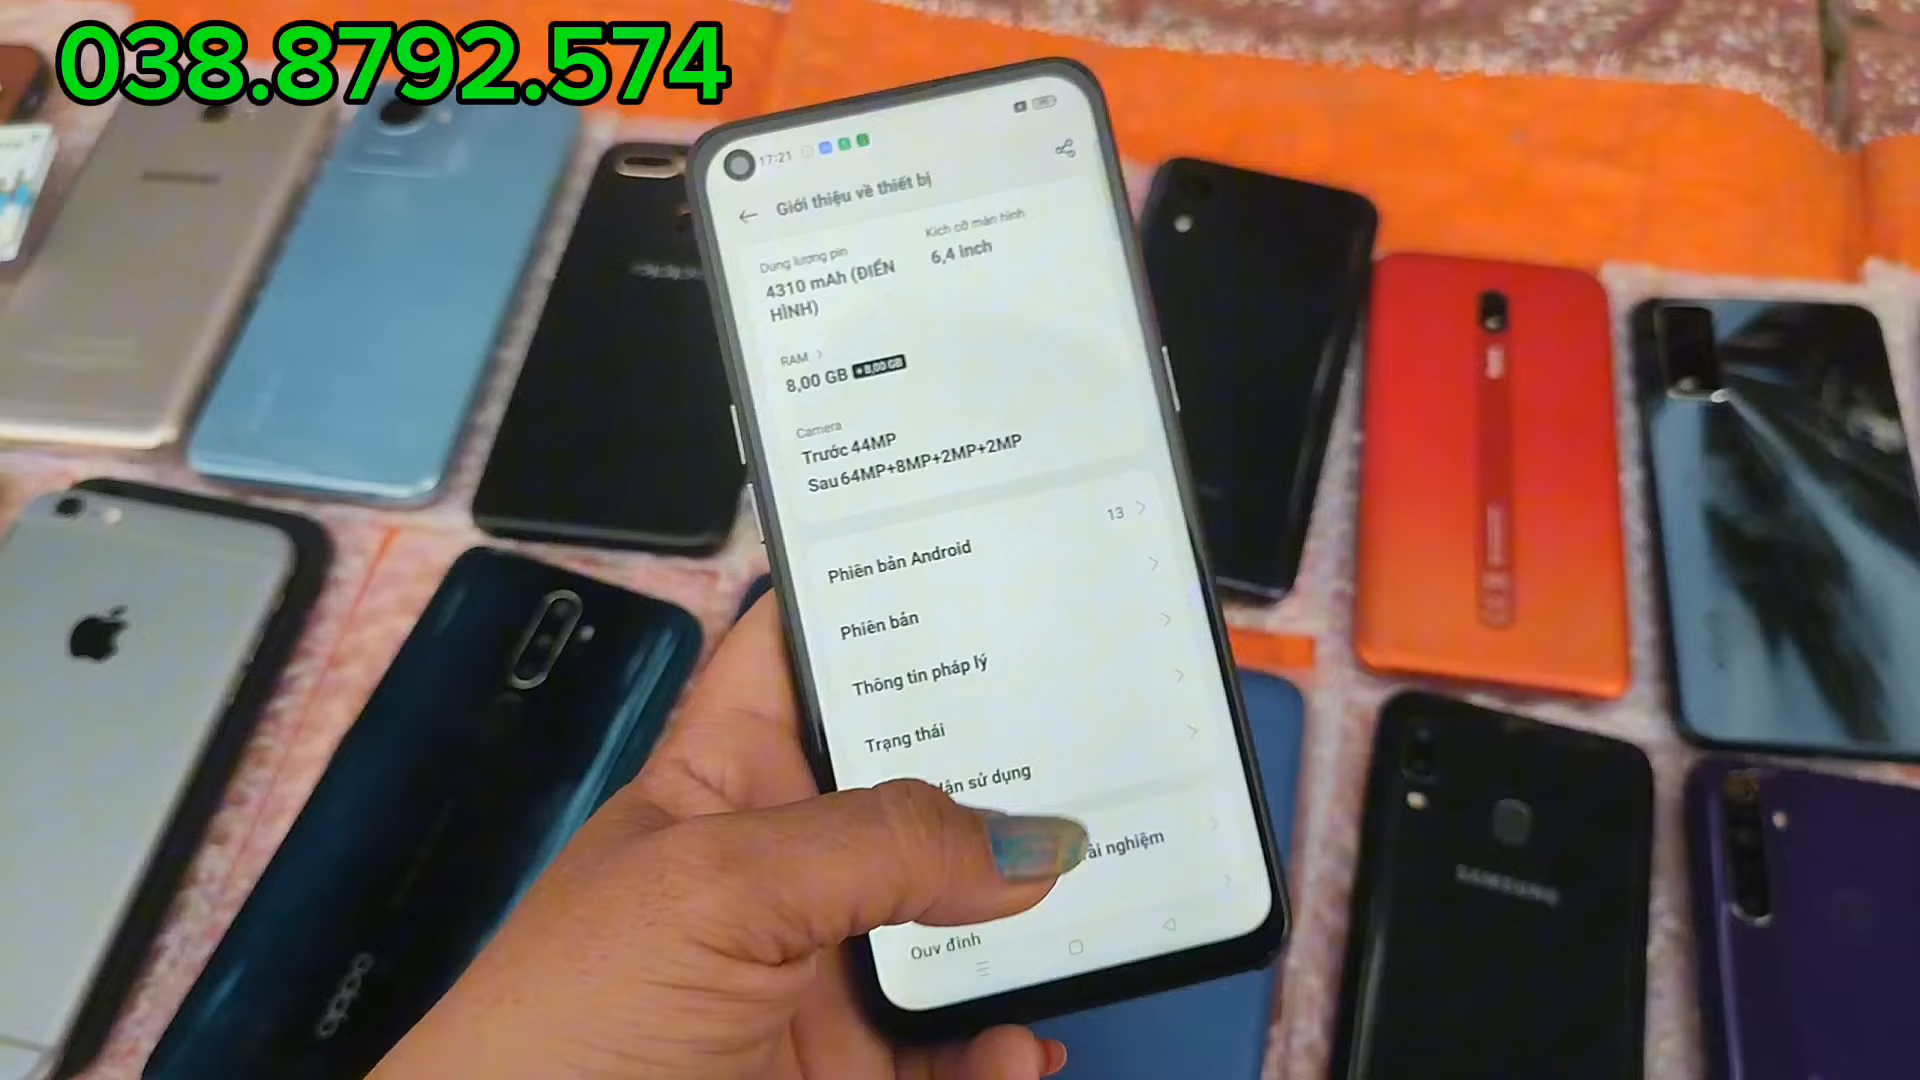 038.8792.574
17:21
Giới thiệu về thiết bị
Dung lượng pin
4310 mAh (ĐIỂN
HÌNH)
Kích cỡ màn hình
6,4 inch
RAM >
8,00 GB + 8,00 GB
Camera
Trước 44MP
Sau 64MP+8MP+2MP+2MP
Phiên bản Android
13
Phiên bản
Thông tin pháp lý
Trạng thái
dẫn sử dụng
ải nghiệm
Quy định
oppo
SAMSUNG
vivo